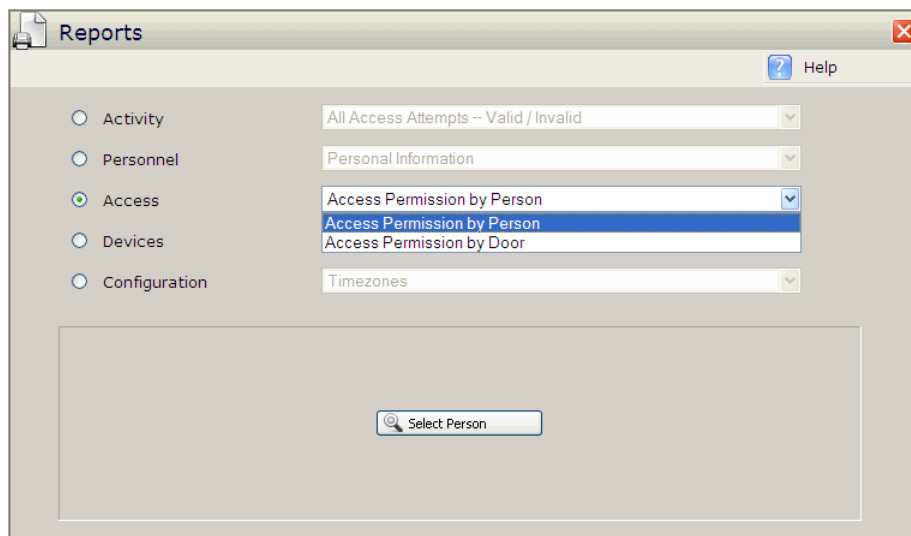 Reports
? Help
Activity All Access Attempts -- Valid / Invalid
Personnel Personal Information
Access Access Permission by Person
Access Permission by Person
Devices Access Permission by Door
Configuration Timezones
Select Person